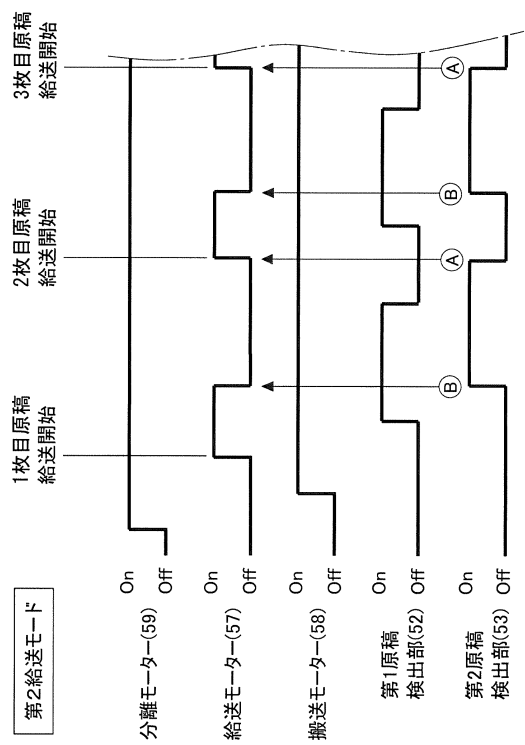 第2給送モード
1枚目原稿
給送開始
2枚目原稿
給送開始
3枚目原稿
給送開始
分離モーター(59)
On
Off
給送モーター(57)
On
Off
搬送モーター(58)
On
Off
第1原稿
検出部(52)
On
Off
第2原稿
検出部(53)
On
Off
B
A
B
A